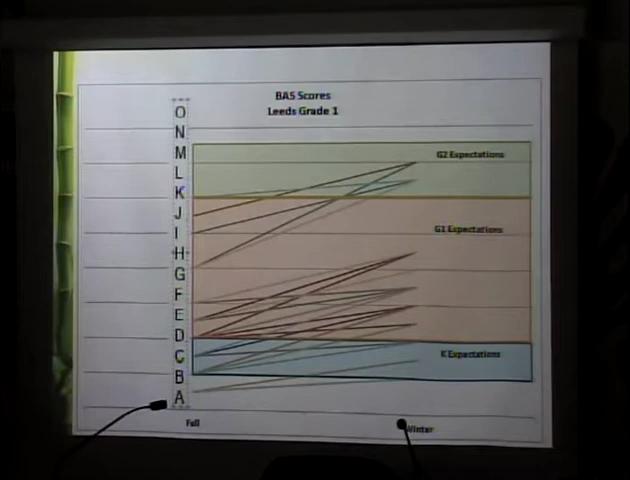 BAS Scores
Leeds Grade 1
O
N
M
L
K
J
I
H
G
F
E
D
C
B
A
G2 Expectations
G1 Expectations
K Expectations
Fall
Winter